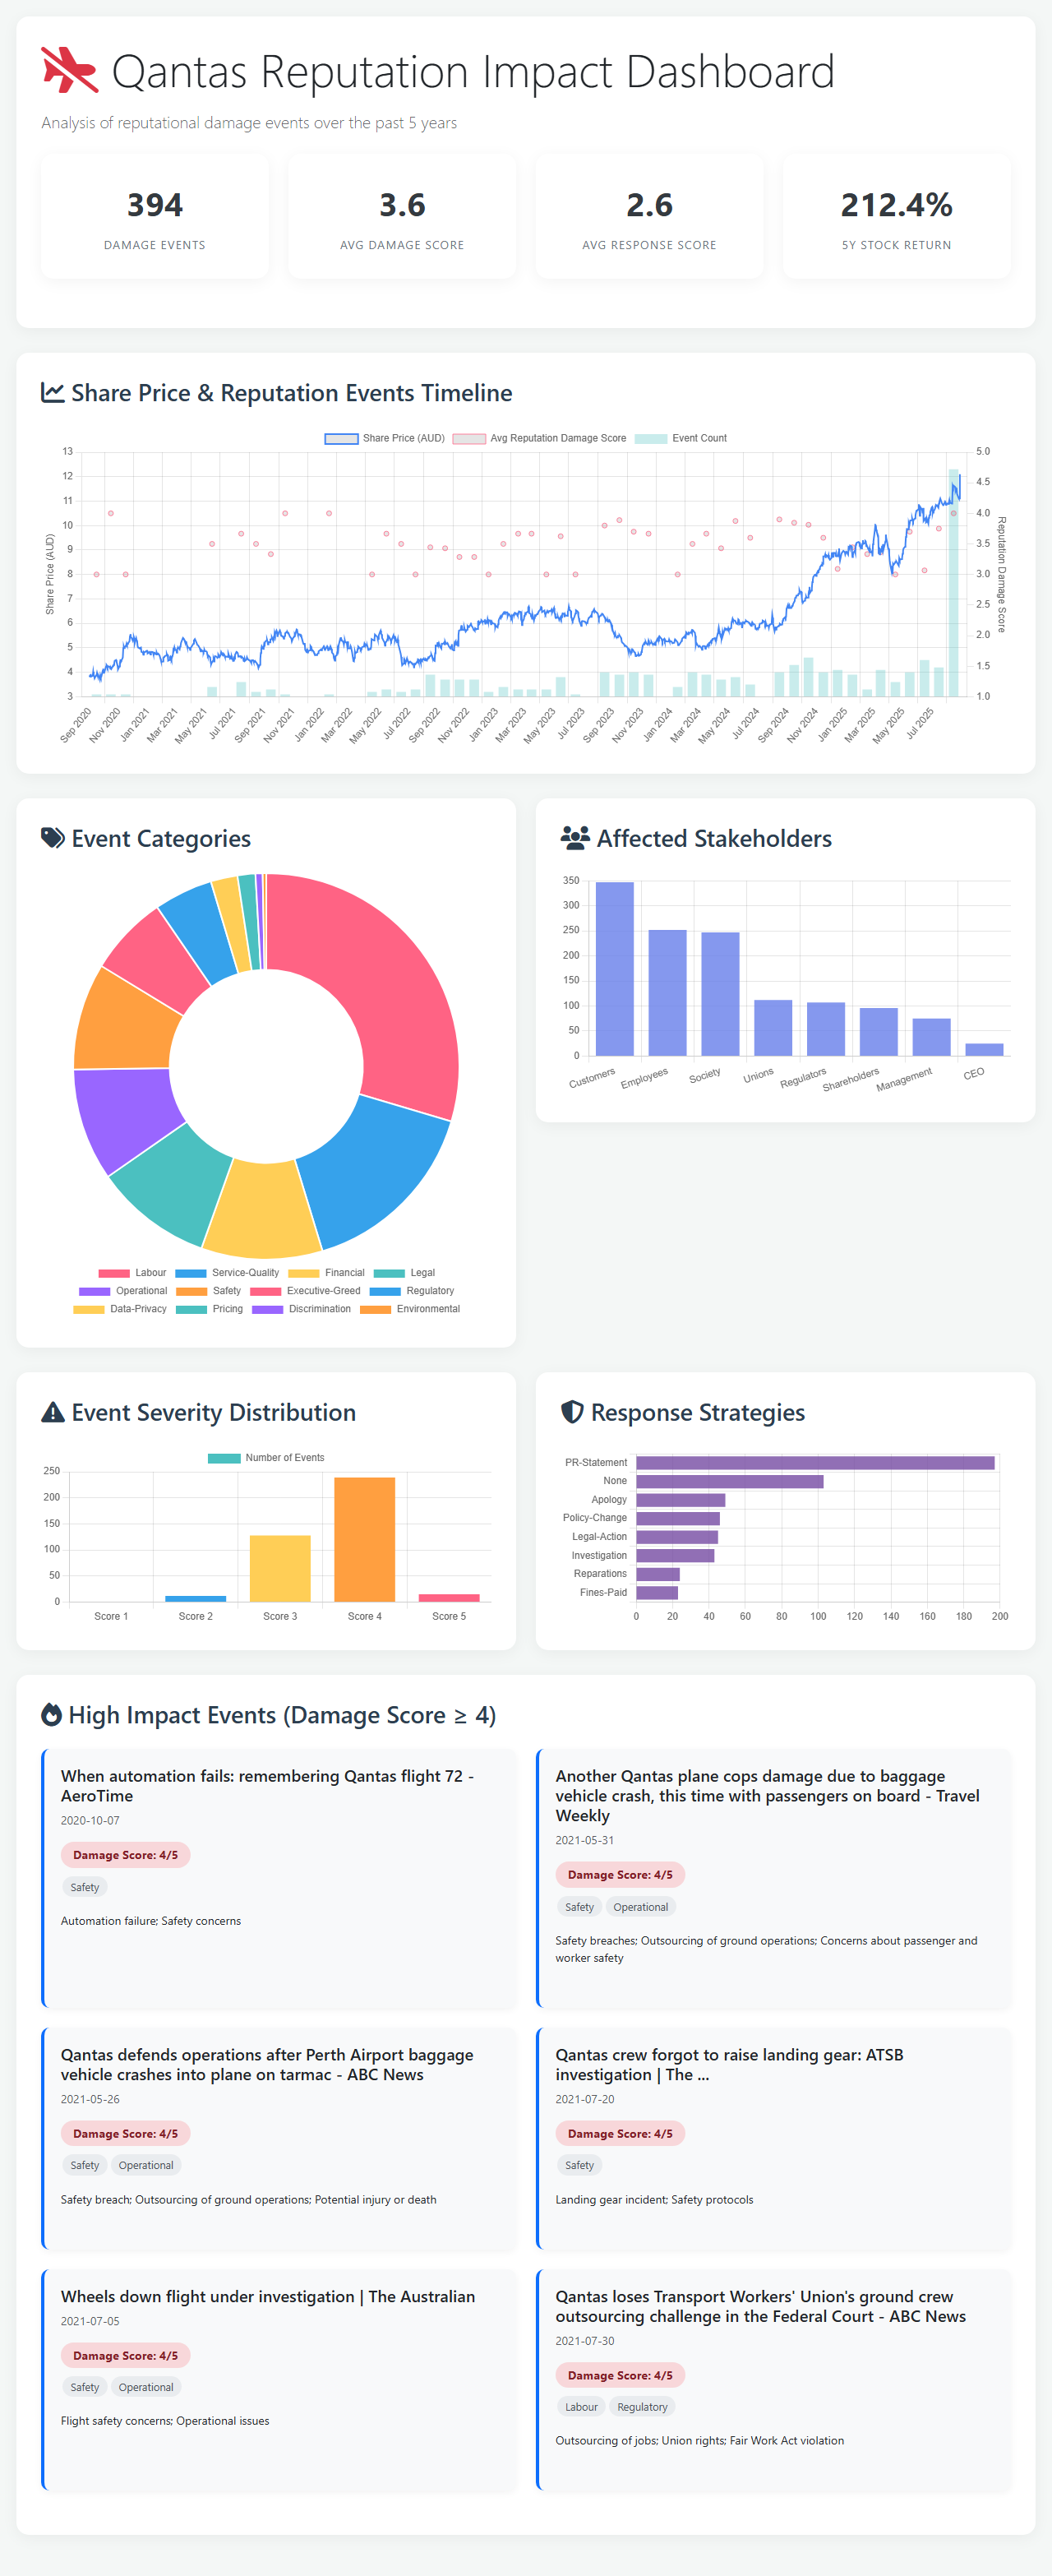 Qantas Reputation Impact Dashboard
Analysis of reputational damage events over the past 5 years
394
DAMAGE EVENTS
3.6
AVG DAMAGE SCORE
2.6
AVG RESPONSE SCORE
212.4%
5Y STOCK RETURN
Share Price & Reputation Events Timeline
Share Price (AUD) Avg Reputation Damage Score Event Count
Share Price (AUD)
13
12
11
10
9
8
7
6
5
4
3
5.0
4.5
4.0
3.5
3.0
2.5
2.0
1.5
1.0
Reputation Damage Score
Sep 2020 Nov 2020 Jan 2021 Mar 2021 May 2021 Jul 2021 Sep 2021 Nov 2021 Jan 2022 Mar 2022 May 2022 Jul 2022 Sep 2022 Nov 2022 Jan 2023 Mar 2023 May 2023 Jul 2023 Sep 2023 Nov 2023 Jan 2024 Mar 2024 May 2024 Jul 2024 Sep 2024 Nov 2024 Jan 2025 Mar 2025 May 2025 Jul 2025
Event Categories
Labour Service-Quality Financial Legal
Operational Safety Executive-Greed Regulatory
Data-Privacy Pricing Discrimination Environmental
Affected Stakeholders
350
300
250
200
150
100
50
0
Customers Employees Society Unions Regulators Shareholders Management CEO
Event Severity Distribution
Number of Events
250
200
150
100
50
0
Score 1 Score 2 Score 3 Score 4 Score 5
Response Strategies
PR-Statement
None
Apology
Policy-Change
Legal-Action
Investigation
Reparations
Fines-Paid
0 20 40 60 80 100 120 140 160 180 200
High Impact Events (Damage Score ≥ 4)
When automation fails: remembering Qantas flight 72 -
AeroTime
2020-10-07
Damage Score: 4/5
Safety
Automation failure; Safety concerns
Another Qantas plane cops damage due to baggage
vehicle crash, this time with passengers on board - Travel
Weekly
2021-05-31
Damage Score: 4/5
Safety Operational
Safety breaches; Outsourcing of ground operations; Concerns about passenger and
worker safety
Qantas defends operations after Perth Airport baggage
vehicle crashes into plane on tarmac - ABC News
2021-05-26
Damage Score: 4/5
Safety Operational
Safety breach; Outsourcing of ground operations; Potential injury or death
Qantas crew forgot to raise landing gear: ATSB
investigation | The ...
2021-07-20
Damage Score: 4/5
Safety
Landing gear incident; Safety protocols
Wheels down flight under investigation | The Australian
2021-07-05
Damage Score: 4/5
Safety Operational
Flight safety concerns; Operational issues
Qantas loses Transport Workers' Union's ground crew
outsourcing challenge in the Federal Court - ABC News
2021-07-30
Damage Score: 4/5
Labour Regulatory
Outsourcing of jobs; Union rights; Fair Work Act violation